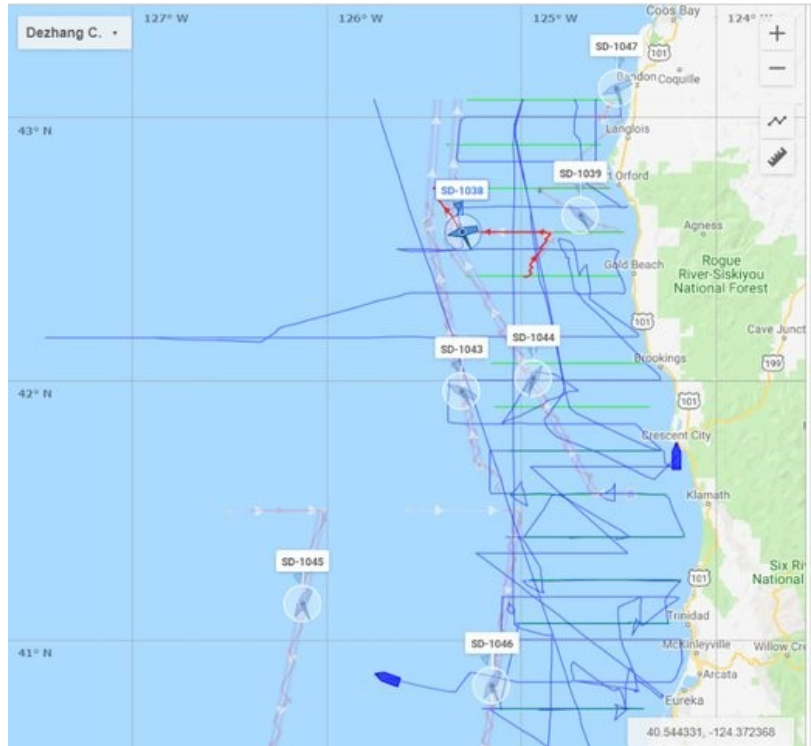 Dezhang C.
127° W
126° W
125° W
124° W
Coos Bay
101
SD-1047
+
−
Bandon
Coquille
43° N
Langlois
SD-1039
t Orford
SD-1038
Agness
Rogue
River-Siskiyou
National Forest
Gold Beach
101
SD-1043
SD-1044
Cave Junct
199
Brookings
42° N
101
Crescent City
Klamath
SD-1045
101
Six Ri
National
Trinidad
SD-1046
41° N
McKinleyville
Willow Cre
Arcata
Eureka
40.544331, -124.372368